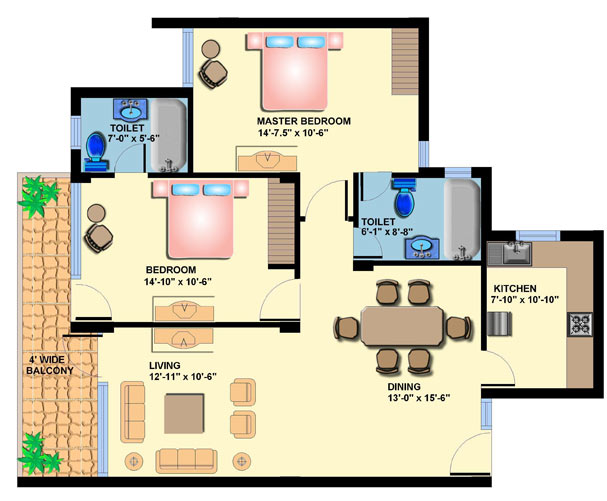 MASTER BEDROOM
14'-7.5" x 10'-6"
TOILET
7'-0" x 5'-6"
TOILET
6'-1" x 8'-8"
BEDROOM
14'-10" x 10'-6"
KITCHEN
7'-10" x 10'-10"
4' WIDE
BALCONY
LIVING
12'-11" x 10'-6"
DINING
13'-0" x 15'-6"